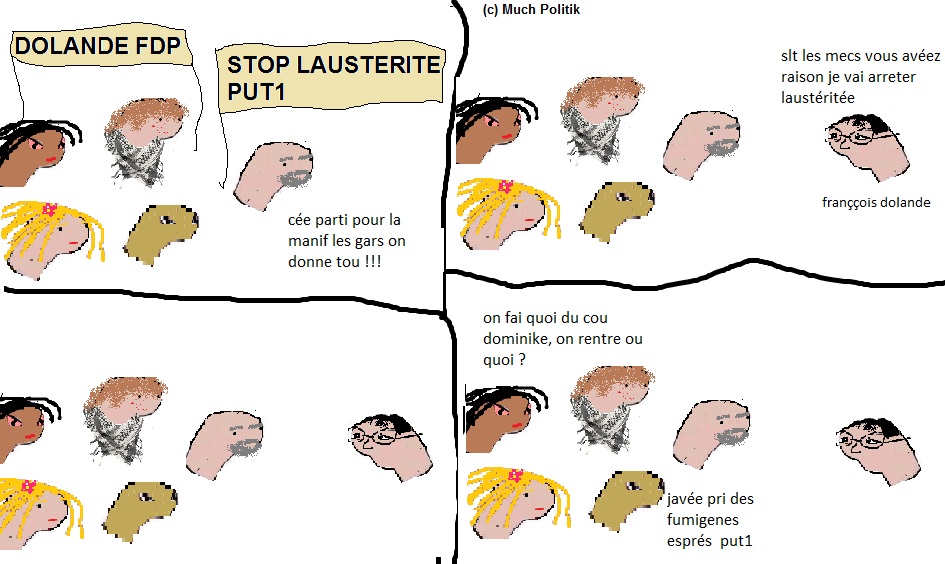 DOLANDE FDP
STOP LAUSTERITE
PUT1
cée parti pour la
manif les gars on
donne tou !!!
(c) Much Politik
slt les mecs vous avéez
raison je vai arreter
laustéritée
franççois dolande
on fai quoi du cou
dominike, on rentre ou
quoi ?
javée pri des
fumigenes
esprés put1